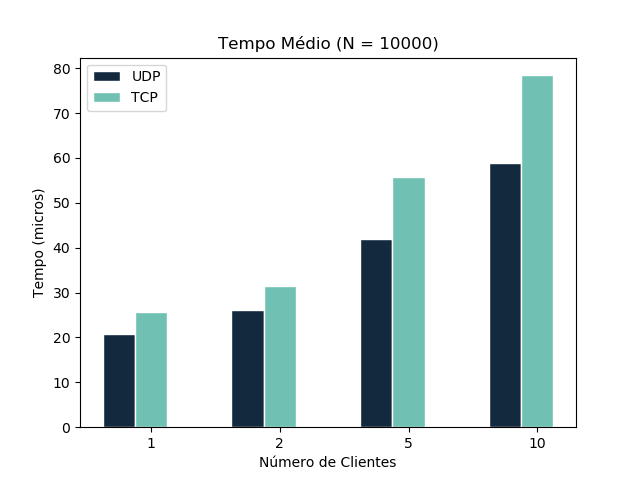 Tempo Médio (N = 10000)
UDP
TCP
80
70
60
50
40
30
20
10
0
Tempo (micros)
1
2
5
10
Número de Clientes